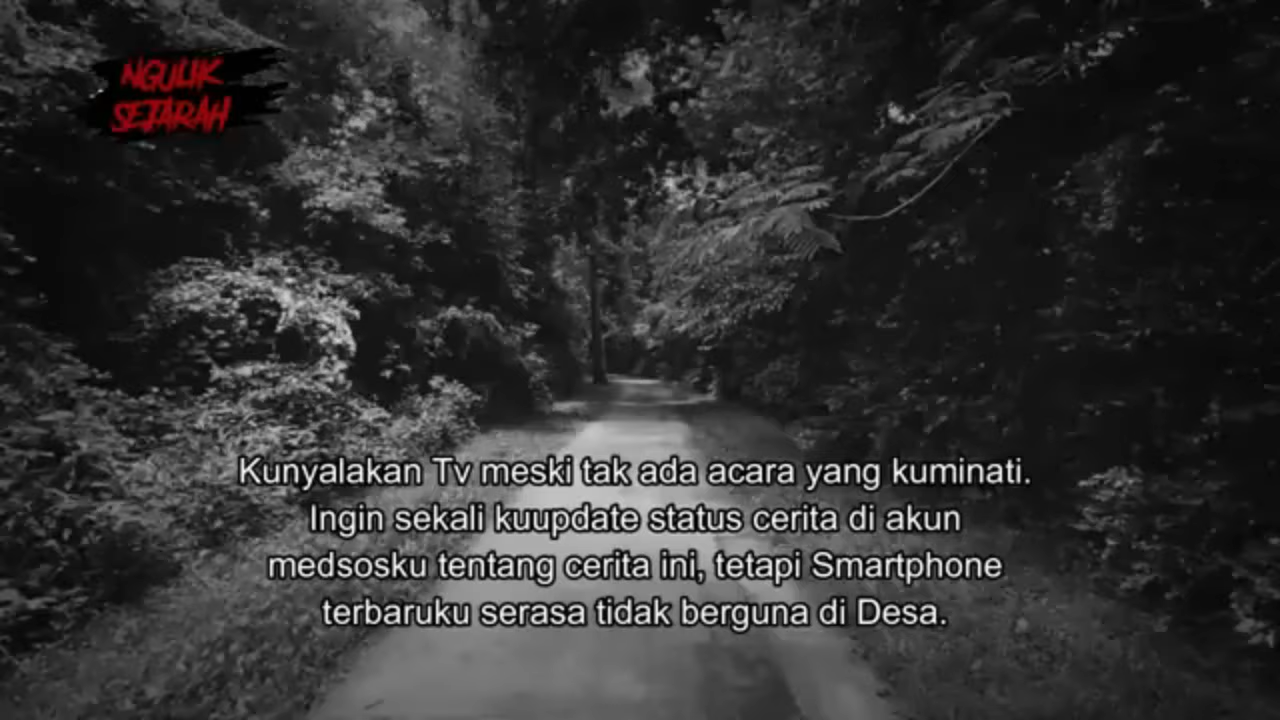 NGULIK
SEJARAH
Kunyalakan Tv meski tak ada acara yang kuminati.
Ingin sekali kuupdate status cerita di akun
medsosku tentang cerita ini, tetapi Smartphone
terbaruku serasa tidak berguna di Desa.